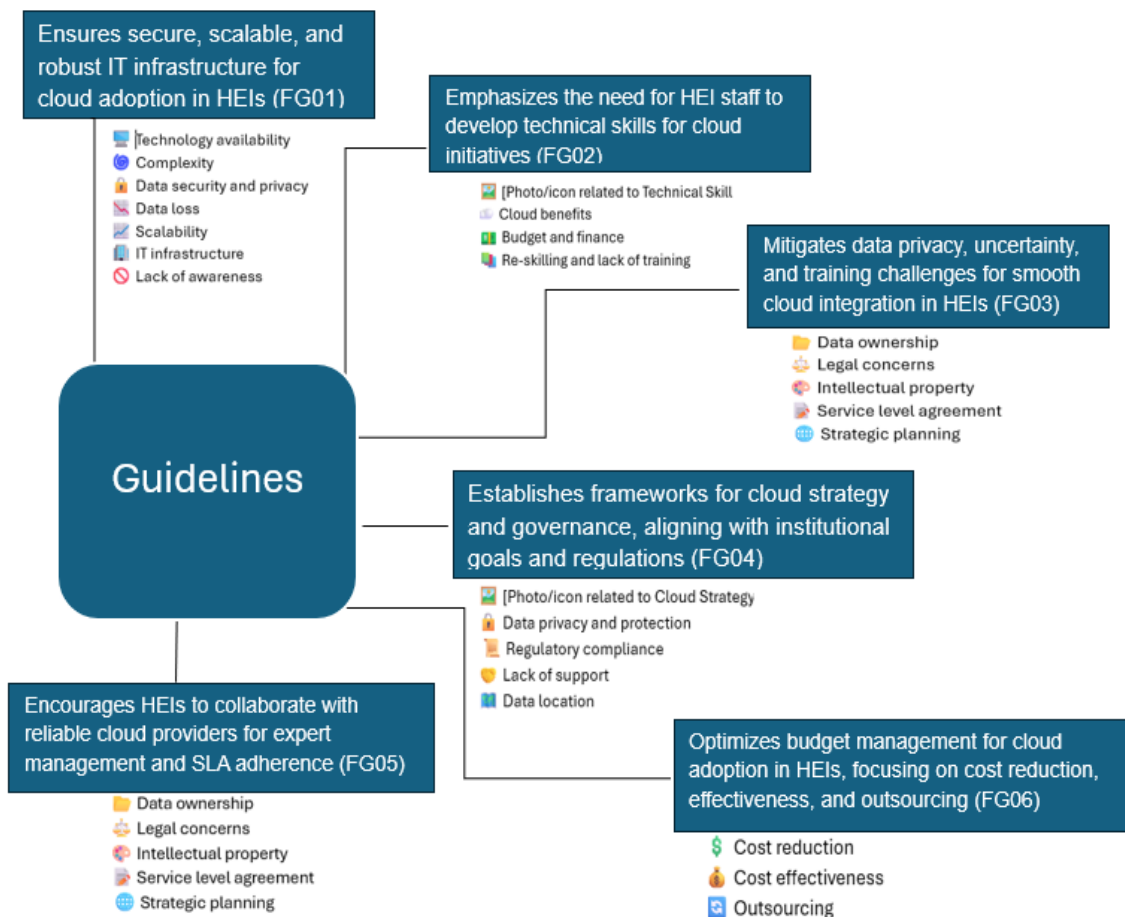 Ensures secure, scalable, and
robust IT infrastructure for
cloud adoption in HEIs (FG01)
Technology availability
Complexity
Data security and privacy
Data loss
Scalability
IT infrastructure
Lack of awareness
Emphasizes the need for HEI staff to
develop technical skills for cloud
initiatives (FG02)
[Photo/icon related to Technical Skill
Cloud benefits
Budget and finance
Re-skilling and lack of training
Mitigates data privacy, uncertainty,
and training challenges for smooth
cloud integration in HEIs (FG03)
Data ownership
Legal concerns
Intellectual property
Service level agreement
Strategic planning
Guidelines
Establishes frameworks for cloud strategy
and governance, aligning with institutional
goals and regulations (FG04)
[Photo/icon related to Cloud Strategy
Data privacy and protection
Regulatory compliance
Lack of support
Data location
Encourages HEIs to collaborate with
reliable cloud providers for expert
management and SLA adherence (FG05)
Data ownership
Legal concerns
Intellectual property
Service level agreement
Strategic planning
Optimizes budget management for cloud
adoption in HEIs, focusing on cost reduction,
effectiveness, and outsourcing (FG06)
Cost reduction
Cost effectiveness
Outsourcing